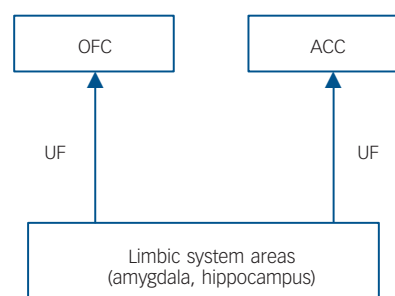 OFC
ACC
UF
UF
Limbic system areas
(amygdala, hippocampus)